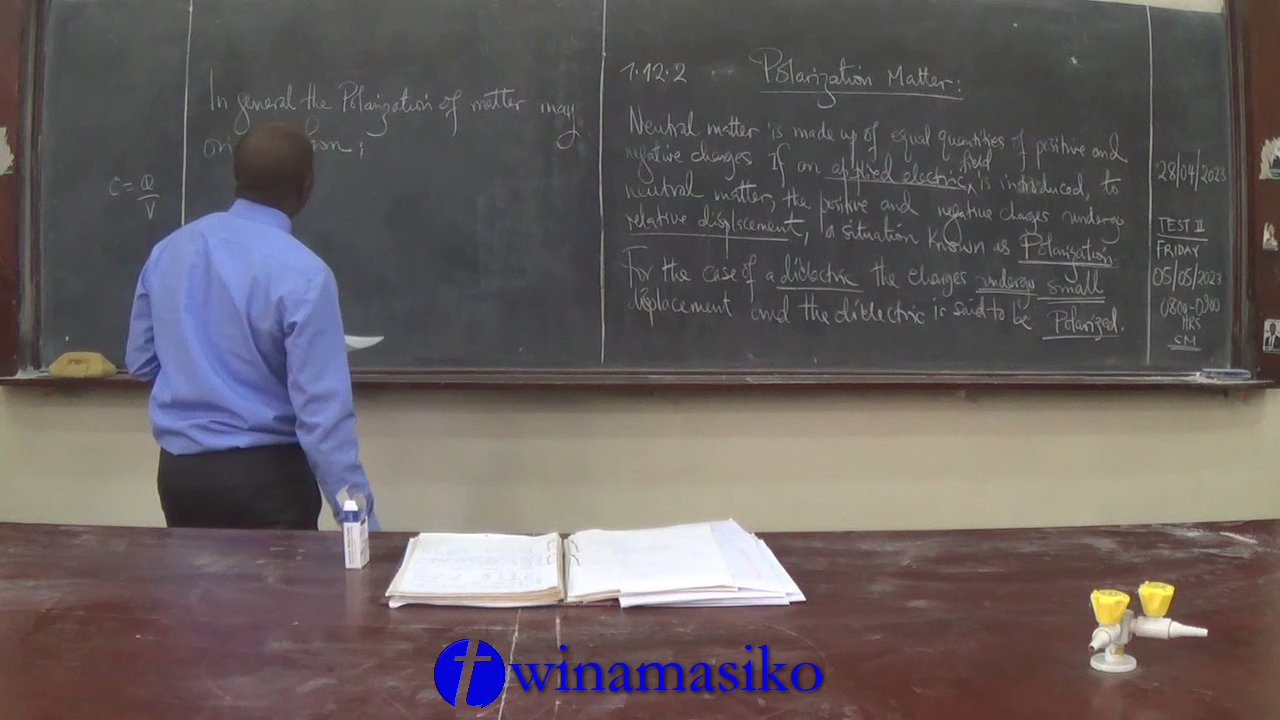 In general the Polarization of matter may
C = Q
V
1.12.2 Polarization Matter:
Neutral matter is made up of equal quantities of positive and
negative charges If an applied electric field is introduced, to
neutral matter, the positive and negative charges undergo
relative displacement, a situation known as Polarization.
For the case of a dielectric the charges undergo small
displacement and the dielectric is said to be Polarized.
28/04/2023
TEST II
FRIDAY
05/05/2023
HRS
SM
twinamasiko